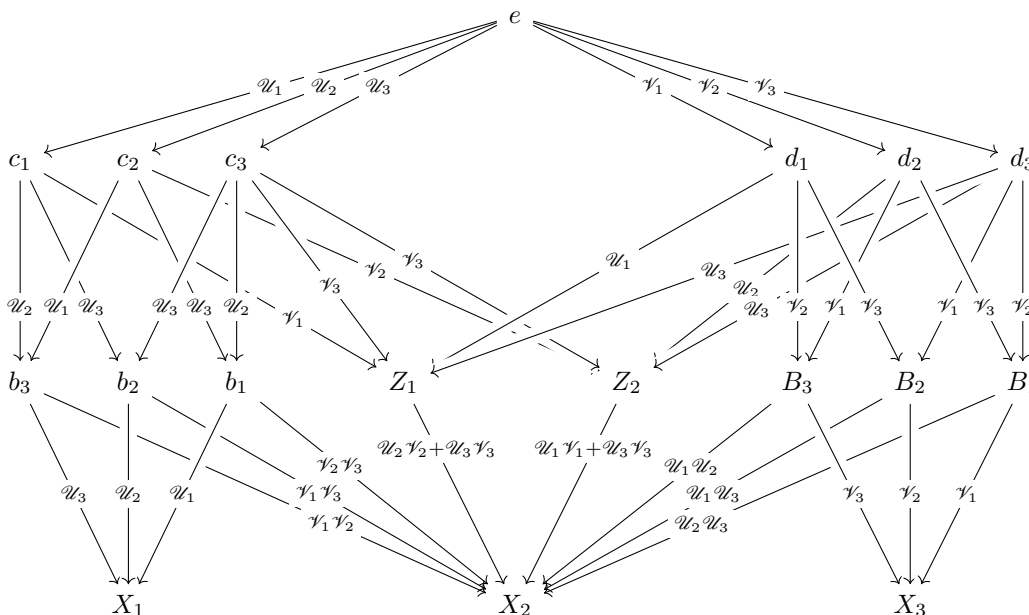 e
𝒰₁ 𝒰₂ 𝒰₃ 𝒱₁ 𝒱₂ 𝒱₃
c₁ c₂ c₃ d₁ d₂ d₃
𝒱₂ 𝒱₃ 𝒰₁ 𝒰₃
𝒰₂ 𝒰₁ 𝒰₃ 𝒰₃ 𝒰₃ 𝒰₂ 𝒱₁ 𝒱₃ 𝒰₂ 𝒰₃ 𝒱₂ 𝒱₁ 𝒱₃ 𝒱₁ 𝒱₃ 𝒱₂
b₃ b₂ b₁ Z₁ Z₂ B₃ B₂ B
𝒱₂𝒱₃ 𝒰₂𝒱₂+𝒰₃𝒱₃ 𝒰₁𝒱₁+𝒰₃𝒱₃ 𝒰₁𝒰₂
𝒰₃ 𝒰₂ 𝒰₁ 𝒱₁𝒱₃ 𝒰₁𝒰₃ 𝒱₃ 𝒱₂ 𝒱₁
𝒱₁𝒱₂ 𝒰₂𝒰₃
X₁ X₂ X₃